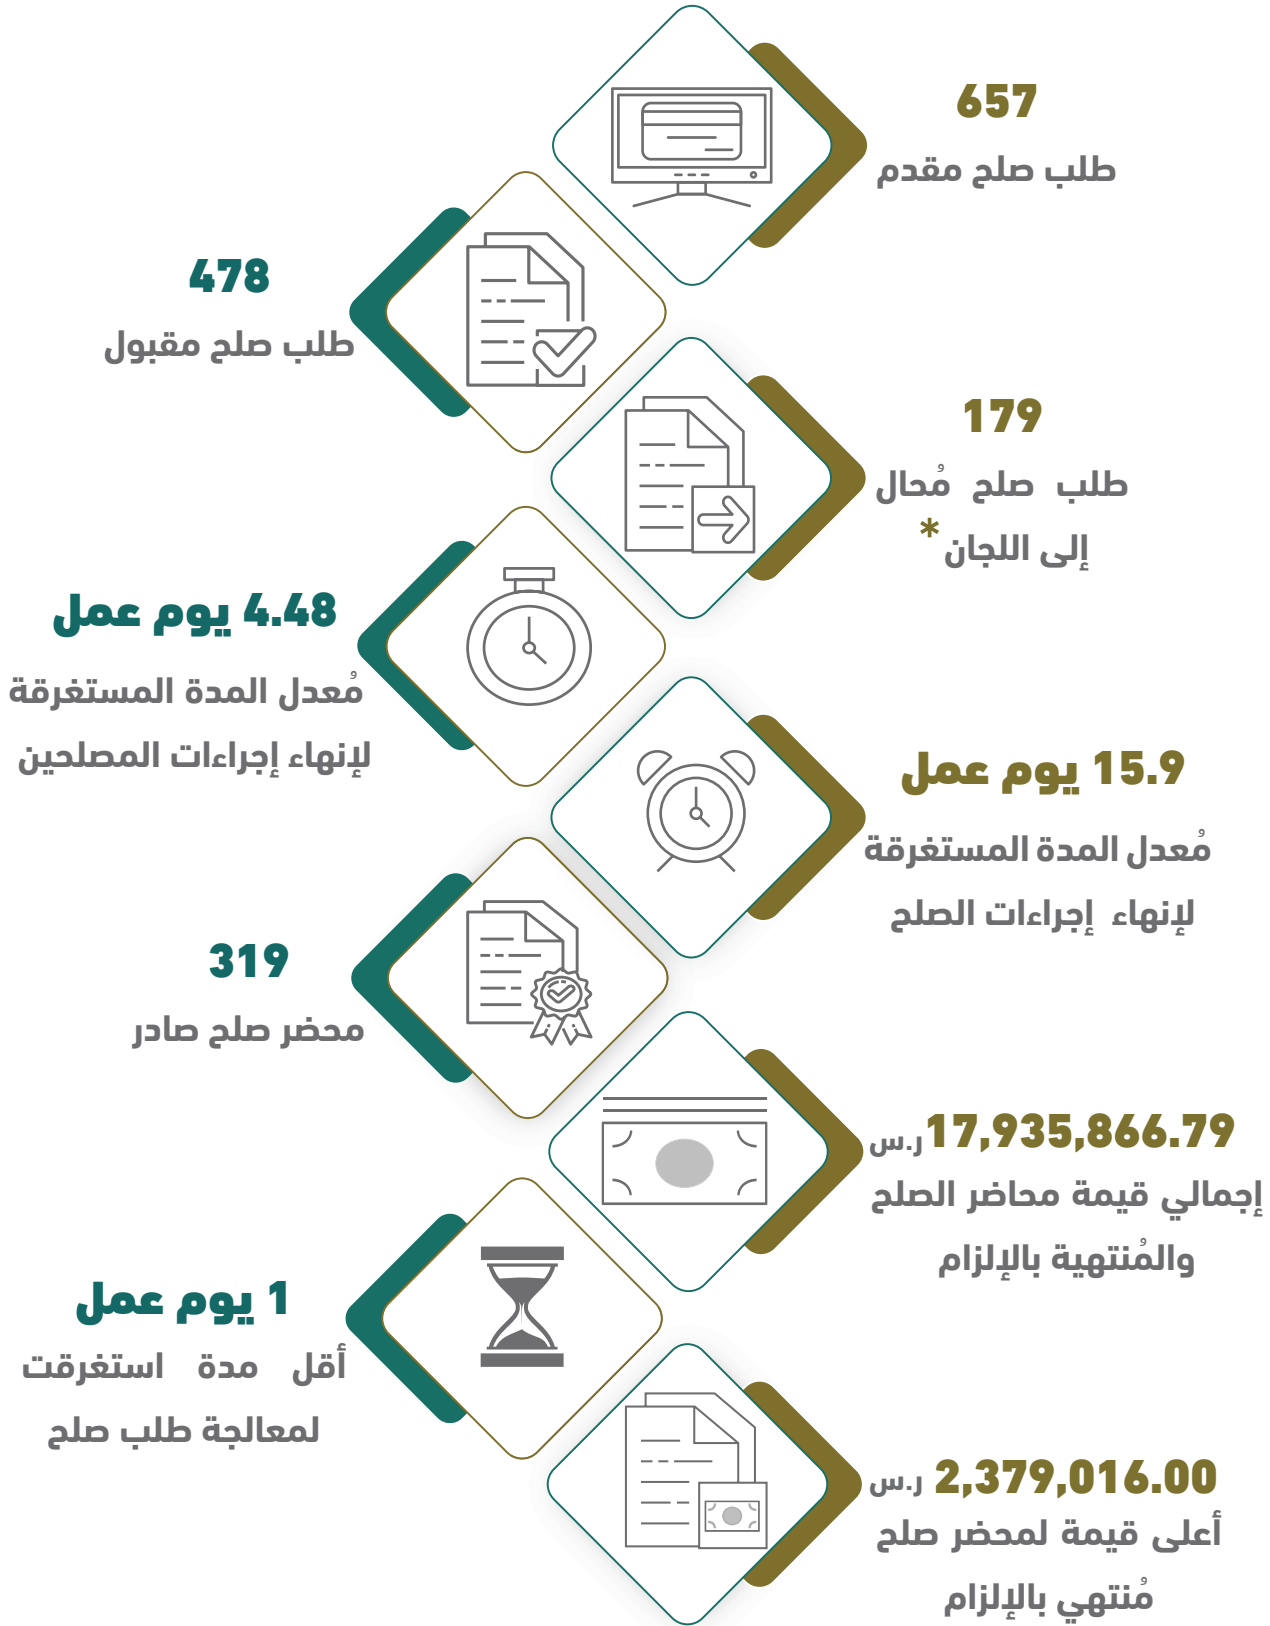 657
طلب صلح مقدم
478
طلب صلح مقبول
179
طلب صلح مُحال
إلى اللجان*
4.48 يوم عمل
مُعدل المدة المستغرقة
لإنهاء إجراءات المصلحين
15.9 يوم عمل
مُعدل المدة المستغرقة
لإنهاء إجراءات الصلح
319
محضر صلح صادر
17,935,866.79 ر.س
إجمالي قيمة محاضر الصلح
والمُنتهية بالإلزام
1 يوم عمل
أقل مدة استغرقت
لمعالجة طلب صلح
2,379,016.00 ر.س
أعلى قيمة لمحضر صلح
مُنتهي بالإلزام